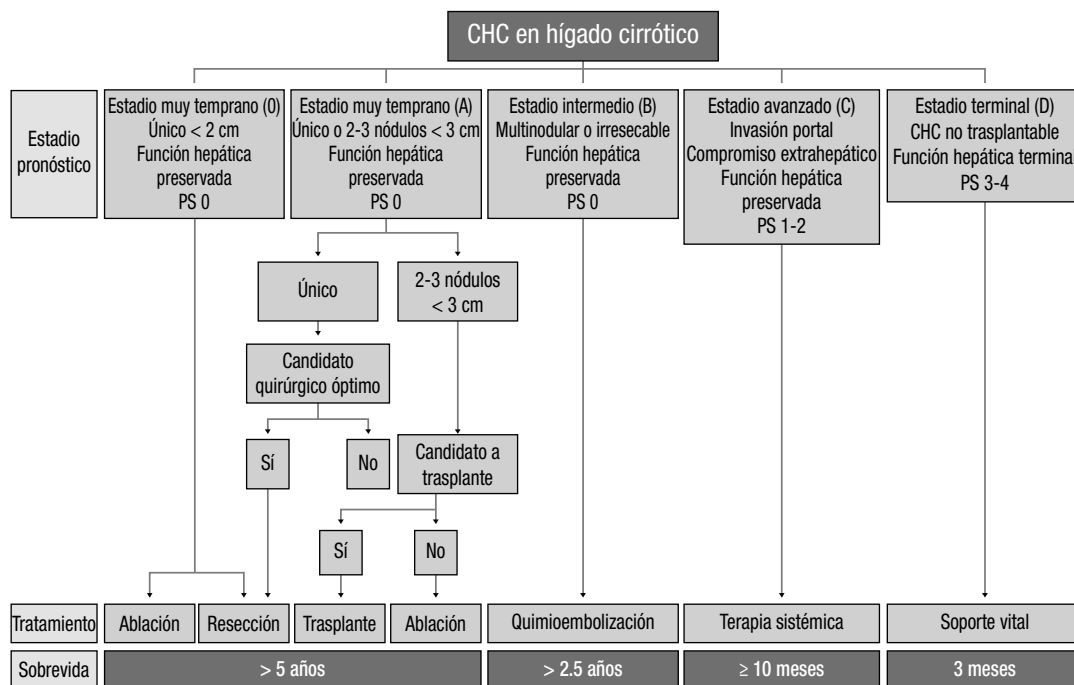 CHC en hígado cirrótico
Estadio
pronóstico
Estadio muy temprano (0)
Único < 2 cm
Función hepática
preservada
PS 0
Estadio muy temprano (A)
Único o 2-3 nódulos < 3 cm
Función hepática
preservada
PS 0
Estadio intermedio (B)
Multinodular o irresecable
Función hepática
preservada
PS 0
Estadio avanzado (C)
Invasión portal
Compromiso extrahepático
Función hepática
preservada
PS 1-2
Estadio terminal (D)
CHC no trasplantable
Función hepática terminal
PS 3-4
Único
2-3 nódulos
< 3 cm
Candidato
quirúrgico óptimo
Sí
No
Candidato a
trasplante
Sí
No
Tratamiento
Ablación
Resección
Trasplante
Ablación
Quimioembolización
Terapia sistémica
Soporte vital
Sobrevida
> 5 años
> 2.5 años
≥ 10 meses
3 meses